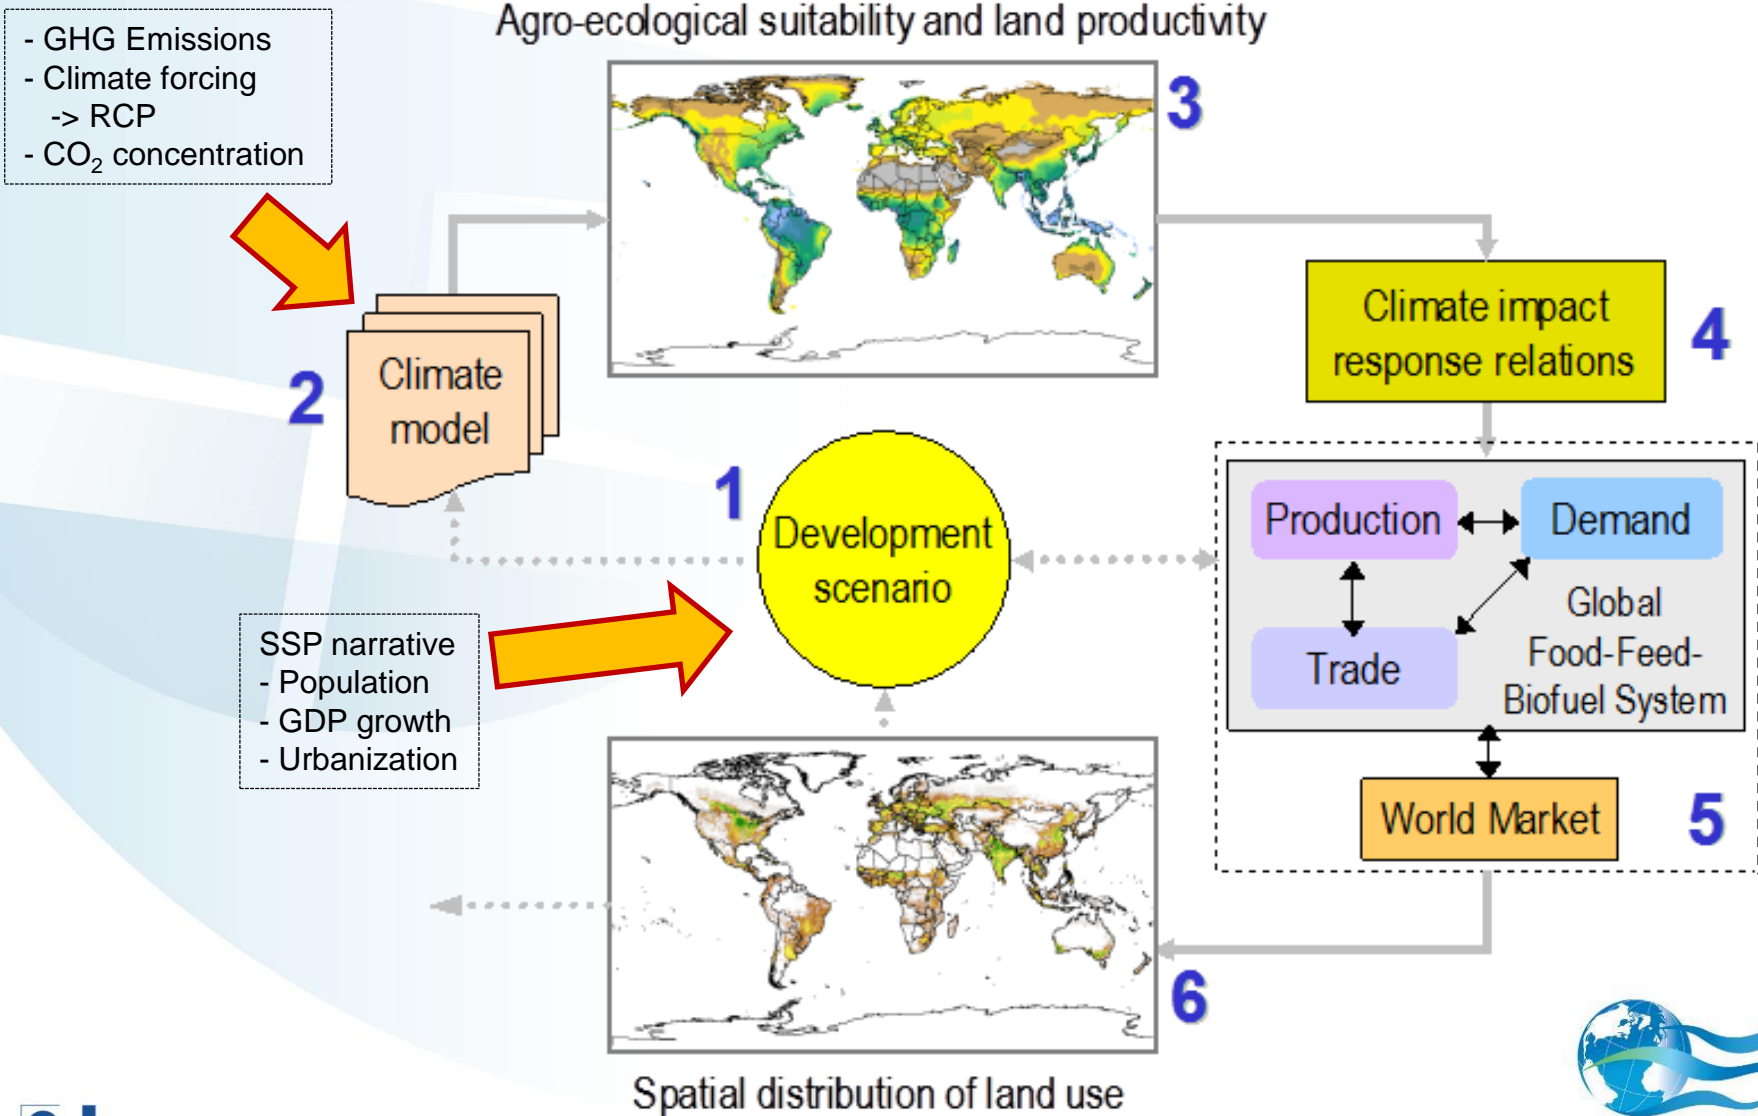 Agro-ecological suitability and land productivity
- GHG Emissions
- Climate forcing
-> RCP
- CO₂ concentration
3
Climate impact
response relations
4
2
Climate
model
1
Development
scenario
Production
Demand
Trade
Global
Food-Feed-
Biofuel System
SSP narrative
- Population
- GDP growth
- Urbanization
World Market
5
6
Spatial distribution of land use